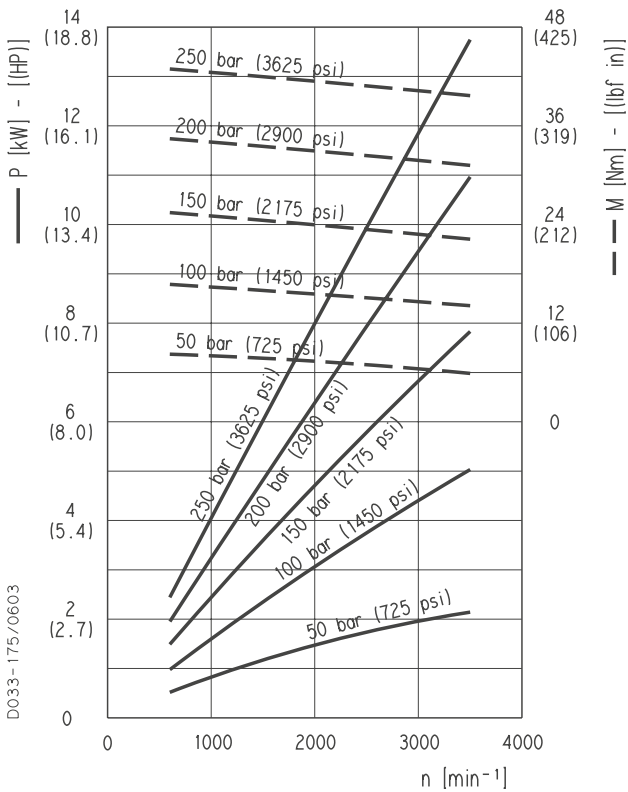 14
(18.8)
12
(16.1)
10
(13.4)
8
(10.7)
6
(8.0)
4
(5.4)
2
(2.7)
0
P [kW] - [(HP)]
48
(425)
36
(319)
24
(212)
12
(106)
0
M [Nm] - [(lbf in)]
250 bar (3625 psi)
200 bar (2900 psi)
150 bar (2175 psi)
100 bar (1450 psi)
50 bar (725 psi)
250 bar (3625 psi)
200 bar (2900 psi)
150 bar (2175 psi)
100 bar (1450 psi)
50 bar (725 psi)
0 1000 2000 3000 4000
n [min⁻¹]
D033-175/0603